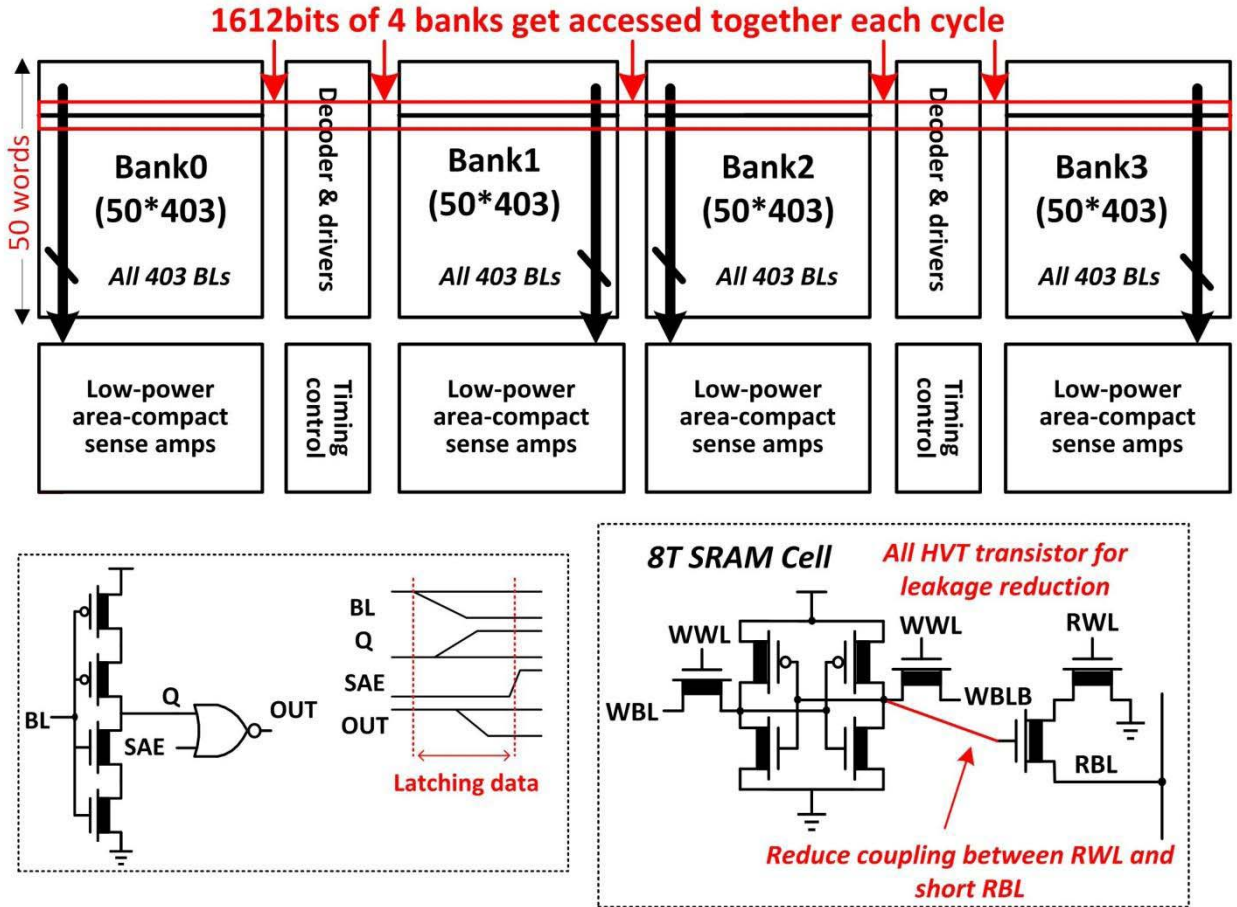 1612bits of 4 banks get accessed together each cycle
50 words
Bank0
(50*403)
All 403 BLs
Decoder & drivers
Bank1
(50*403)
All 403 BLs
Bank2
(50*403)
All 403 BLs
Decoder & drivers
Bank3
(50*403)
All 403 BLs
Low-power
area-compact
sense amps
Timing
control
Low-power
area-compact
sense amps
Low-power
area-compact
sense amps
Timing
control
Low-power
area-compact
sense amps
BL
Q
SAE
OUT
BL
Q
SAE
OUT
Latching data
8T SRAM Cell
All HVT transistor for
leakage reduction
WWL
WBL
WWL
WBLB
RWL
RBL
Reduce coupling between RWL and
short RBL